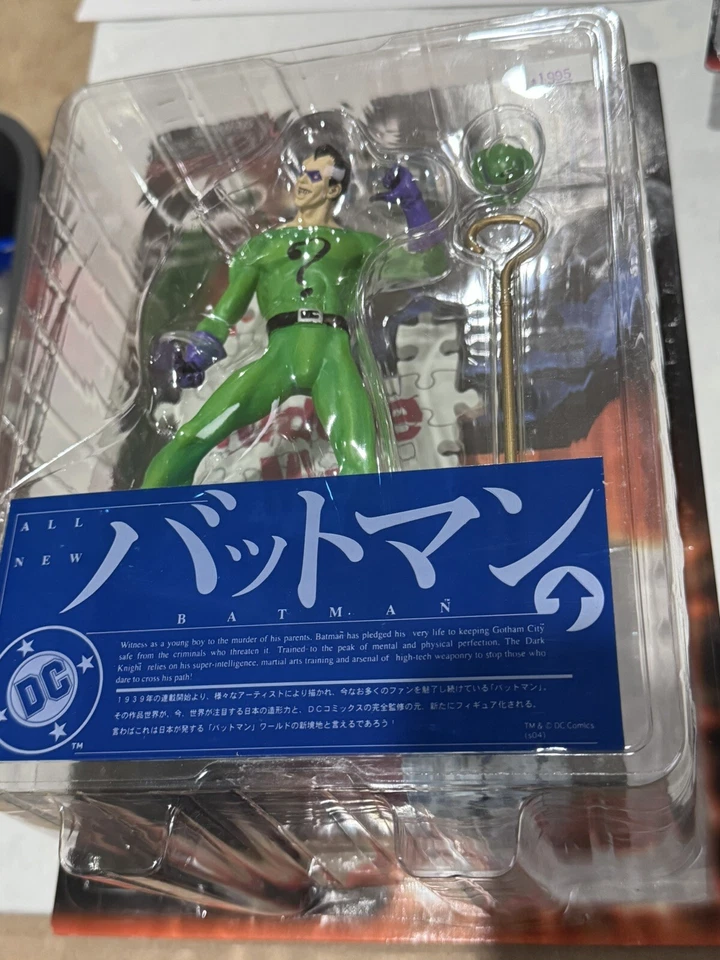 ¥1,995
?
ALL
NEW
バットマン
BATMAN
Witness as a young boy to the murder of his parents, Batman has pledged his very life to keeping Gotham City
safe from the criminals who threaten it. Trained to the peak of mental and physical perfection, The Dark
Knight relies on his super-intelligence, martial arts training and arsenal of high-tech weaponry to stop those who
dare to cross his path!
1939年の連載開始より、様々なアーティストにより描かれ、今なお多くのファンを魅了し続けている「バットマン」。
その作品世界が、今、世界が注目する日本の造形力と、DCコミックスの完全監修の元、新たにフィギュア化される。
言わばこれは日本が発する「バットマン」ワールドの新境地と言えるであろう！
DC
TM
TM & © DC Comics
(s04)